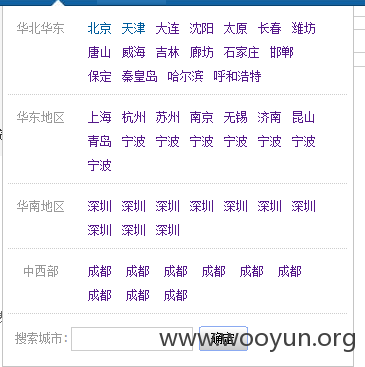 华北华东 北京 天津 大连 沈阳 太原 长春 潍坊
唐山 威海 吉林 廊坊 石家庄 邯郸
保定 秦皇岛 哈尔滨 呼和浩特
华东地区 上海 杭州 苏州 南京 无锡 济南 昆山
青岛 宁波 宁波 宁波 宁波 宁波 宁波
宁波
华南地区 深圳 深圳 深圳 深圳 深圳 深圳 深圳
深圳 深圳 深圳
中西部 成都 成都 成都 成都 成都 成都
成都 成都 成都
搜索城市: 确定
www.wooyun.org